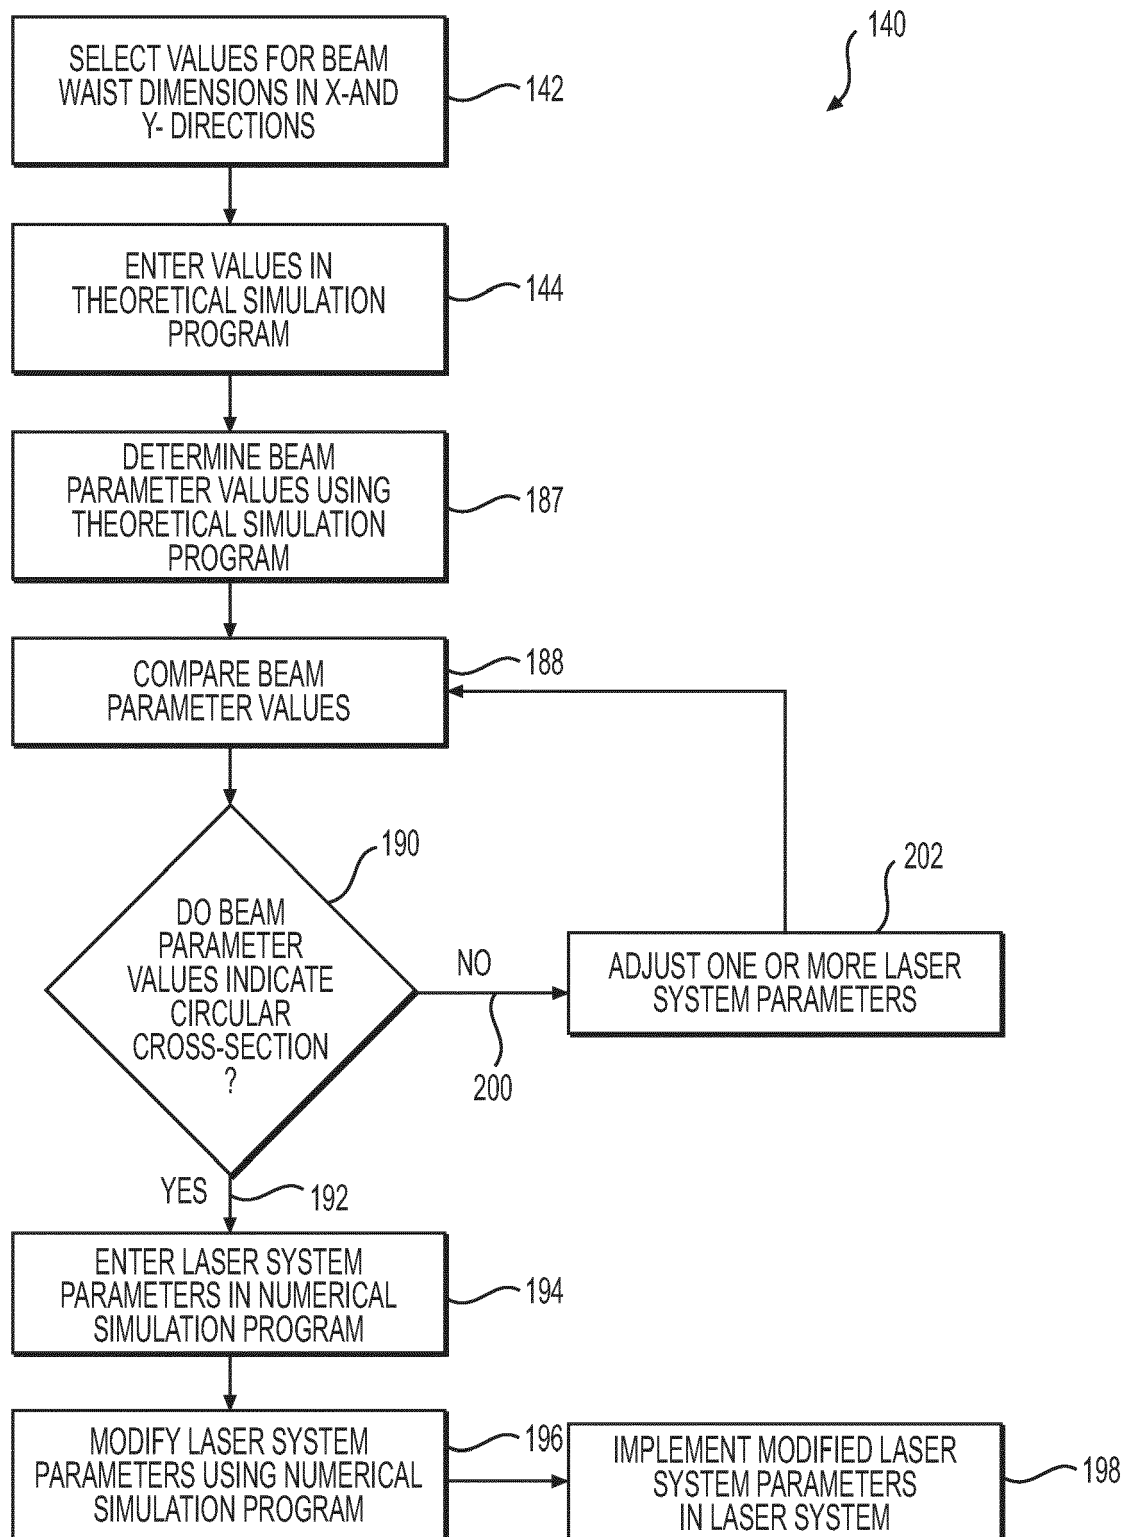 140
SELECT VALUES FOR BEAM
WAIST DIMENSIONS IN X-AND
Y- DIRECTIONS
142
ENTER VALUES IN
THEORETICAL SIMULATION
PROGRAM
144
DETERMINE BEAM
PARAMETER VALUES USING
THEORETICAL SIMULATION
PROGRAM
187
COMPARE BEAM
PARAMETER VALUES
188
DO BEAM
PARAMETER
VALUES INDICATE
CIRCULAR
CROSS-SECTION
?
190
NO
200
ADJUST ONE OR MORE LASER
SYSTEM PARAMETERS
202
YES
192
ENTER LASER SYSTEM
PARAMETERS IN NUMERICAL
SIMULATION PROGRAM
194
MODIFY LASER SYSTEM
PARAMETERS USING NUMERICAL
SIMULATION PROGRAM
196
IMPLEMENT MODIFIED LASER
SYSTEM PARAMETERS
IN LASER SYSTEM
198